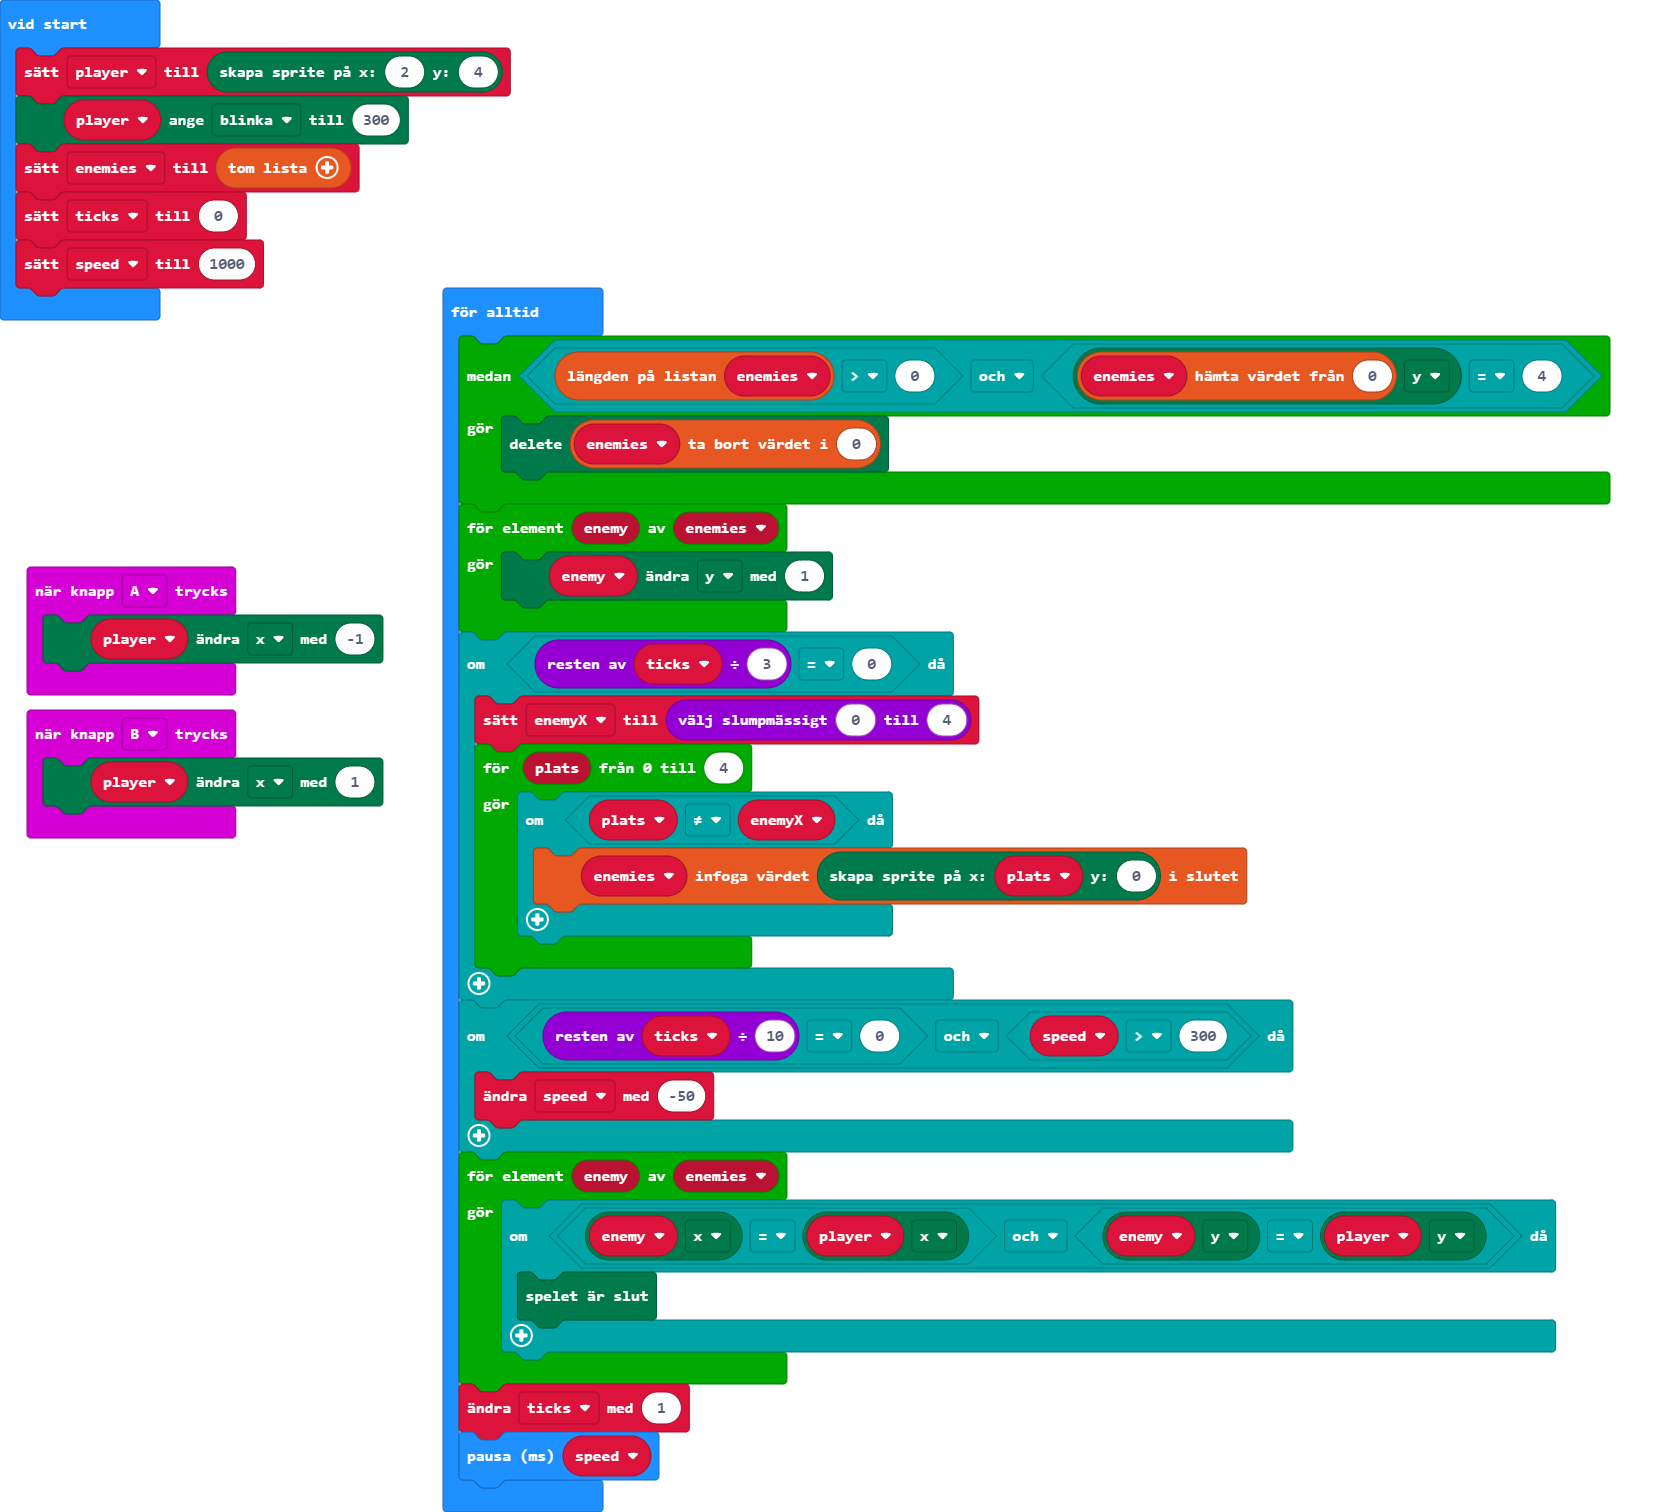 vid start
sätt player till skapa sprite på x: 2 y: 4
player ange blinka till 300
sätt enemies till tom lista
sätt ticks till 0
sätt speed till 1000
när knapp A trycks
player ändra x med -1
när knapp B trycks
player ändra x med 1
för alltid
medan längden på listan enemies > 0 och enemies hämta värdet från 0 y = 4
gör
delete enemies ta bort värdet i 0
för element enemy av enemies
gör
enemy ändra y med 1
om resten av ticks ÷ 3 = 0 då
sätt enemyX till välj slumpmässigt 0 till 4
för plats från 0 till 4
gör
om plats ≠ enemyX då
enemies infoga värdet skapa sprite på x: plats y: 0 i slutet
om resten av ticks ÷ 10 = 0 och speed > 300 då
ändra speed med -50
för element enemy av enemies
gör
om enemy x = player x och enemy y = player y då
spelet är slut
ändra ticks med 1
pausa (ms) speed